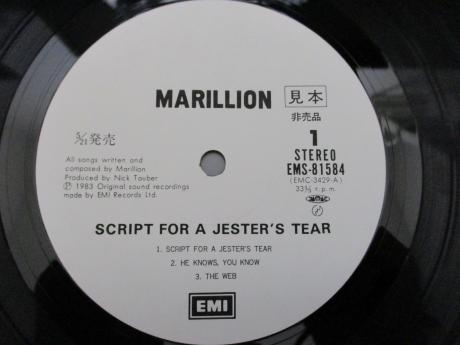 MARILLION
見本
非売品
5/21発売
1
STEREO
EMS-81584
(EMC-3429-A)
33⅓ r.p.m.
All songs written and
composed by Marillion
Produced by Nick Tauber
Ⓟ 1983 Original sound recordings
made by EMI Records Ltd.
SCRIPT FOR A JESTER'S TEAR
1. SCRIPT FOR A JESTER'S TEAR
2. HE KNOWS, YOU KNOW
3. THE WEB
EMI